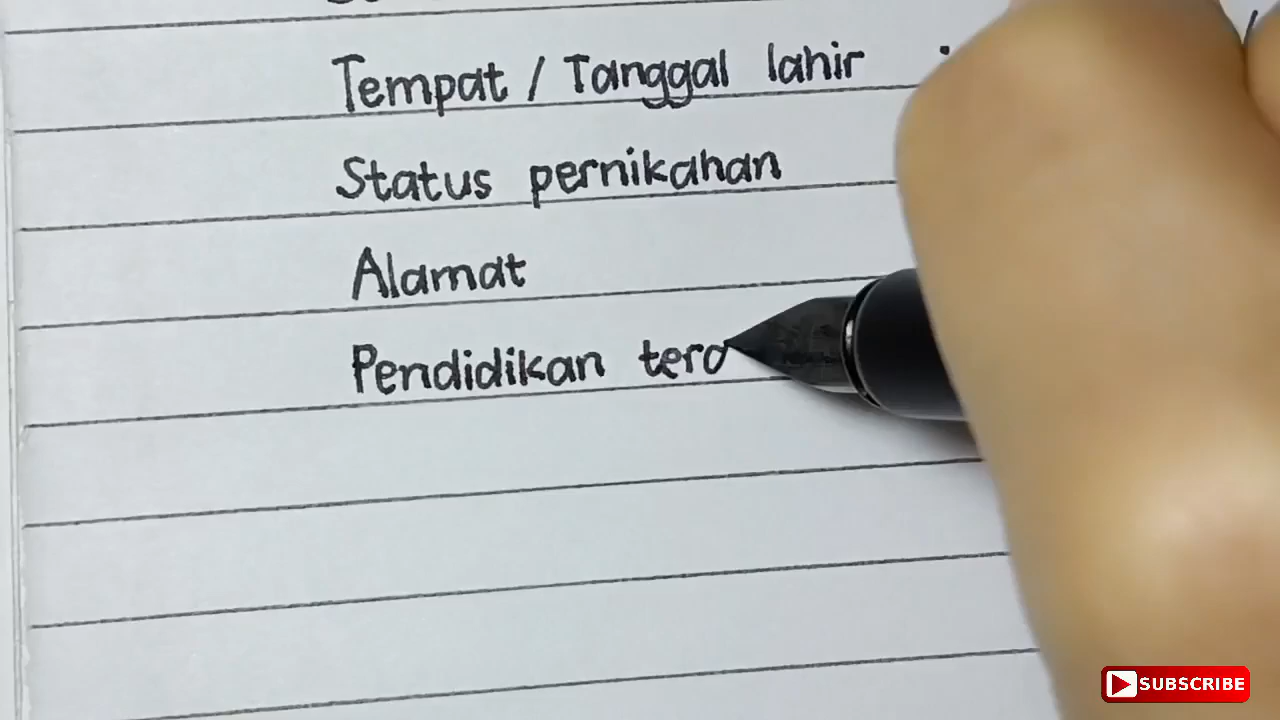 Tempat / Tanggal lahir :
Status pernikahan
Alamat
Pendidikan tera
SUBSCRIBE